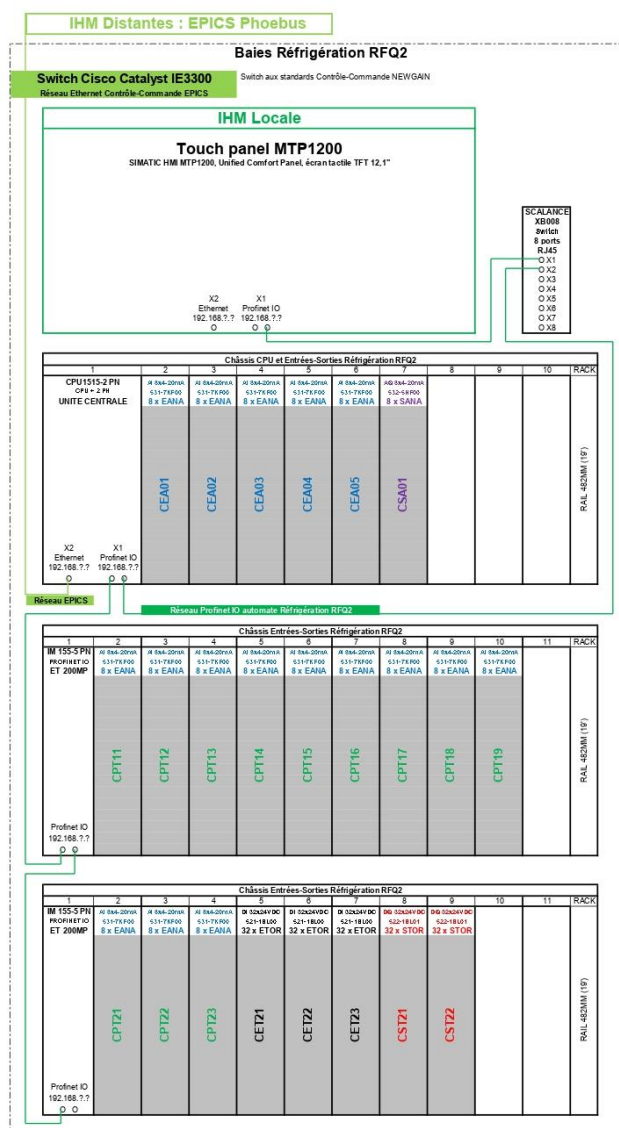 IHM Distantes : EPICS Phoebus
Baies Réfrigération RFQ2
Switch Cisco Catalyst IE3300
Switch aux standards Contrôle-Commande NEWGAIN
Réseau Ethernet Contrôle-Commande EPICS
IHM Locale
Touch panel MTP1200
SIMATIC HMI MTP1200, Unified Comfort Panel, écran tactile TFT 12,1"
SCALANCE
XB008
Switch
8 ports
RJ45
O X1
O X2
O X3
O X4
O X5
O X6
O X7
O X8
X2 X1
Ethernet Profinet IO
192.168.?.? 192.168.?.?
Châssis CPU et Entrées-Sorties Réfrigération RFQ2
1 2 3 4 5 6 7 8 9 10 RACK
CPU1515-2 PN AI 8x4-20mA AI 8x4-20mA AI 8x4-20mA AI 8x4-20mA AI 8x4-20mA AQ 8x4-20mA
CPU + 2 PN 531-7KF00 531-7KF00 531-7KF00 531-7KF00 531-7KF00 532-5HF00
UNITE CENTRALE 8 x EANA 8 x EANA 8 x EANA 8 x EANA 8 x EANA 8 x SANA
CEA01 CEA02 CEA03 CEA04 CEA05 CSA01 RAIL 482MM (19')
X2 X1
Ethernet Profinet IO
192.168.?.? 192.168.?.?
Réseau EPICS
Réseau Profinet IO automate Réfrigération RFQ2
Châssis Entrées-Sorties Réfrigération RFQ2
1 2 3 4 5 6 7 8 9 10 11 RACK
IM 155-5 PN AI 8x4-20mA AI 8x4-20mA AI 8x4-20mA AI 8x4-20mA AI 8x4-20mA AI 8x4-20mA AI 8x4-20mA AI 8x4-20mA AI 8x4-20mA
PROFINET IO 531-7KF00 531-7KF00 531-7KF00 531-7KF00 531-7KF00 531-7KF00 531-7KF00 531-7KF00 531-7KF00
ET 200MP 8 x EANA 8 x EANA 8 x EANA 8 x EANA 8 x EANA 8 x EANA 8 x EANA 8 x EANA 8 x EANA
CPT11 CPT12 CPT13 CPT14 CPT15 CPT16 CPT17 CPT18 CPT19 RAIL 482MM (19')
Profinet IO
192.168.?.?
Châssis Entrées-Sorties Réfrigération RFQ2
1 2 3 4 5 6 7 8 9 10 11 RACK
IM 155-5 PN AI 8x4-20mA AI 8x4-20mA AI 8x4-20mA DI 32x24VDC DI 32x24VDC DI 32x24VDC DQ 32x24VDC DQ 32x24VDC
PROFINET IO 531-7KF00 531-7KF00 531-7KF00 521-1BL00 521-1BL00 521-1BL00 522-1BL01 522-1BL01
ET 200MP 8 x EANA 8 x EANA 8 x EANA 32 x ETOR 32 x ETOR 32 x ETOR 32 x STOR 32 x STOR
CPT21 CPT22 CPT23 CET21 CET22 CET23 CST21 CST22 RAIL 482MM (19')
Profinet IO
192.168.?.?